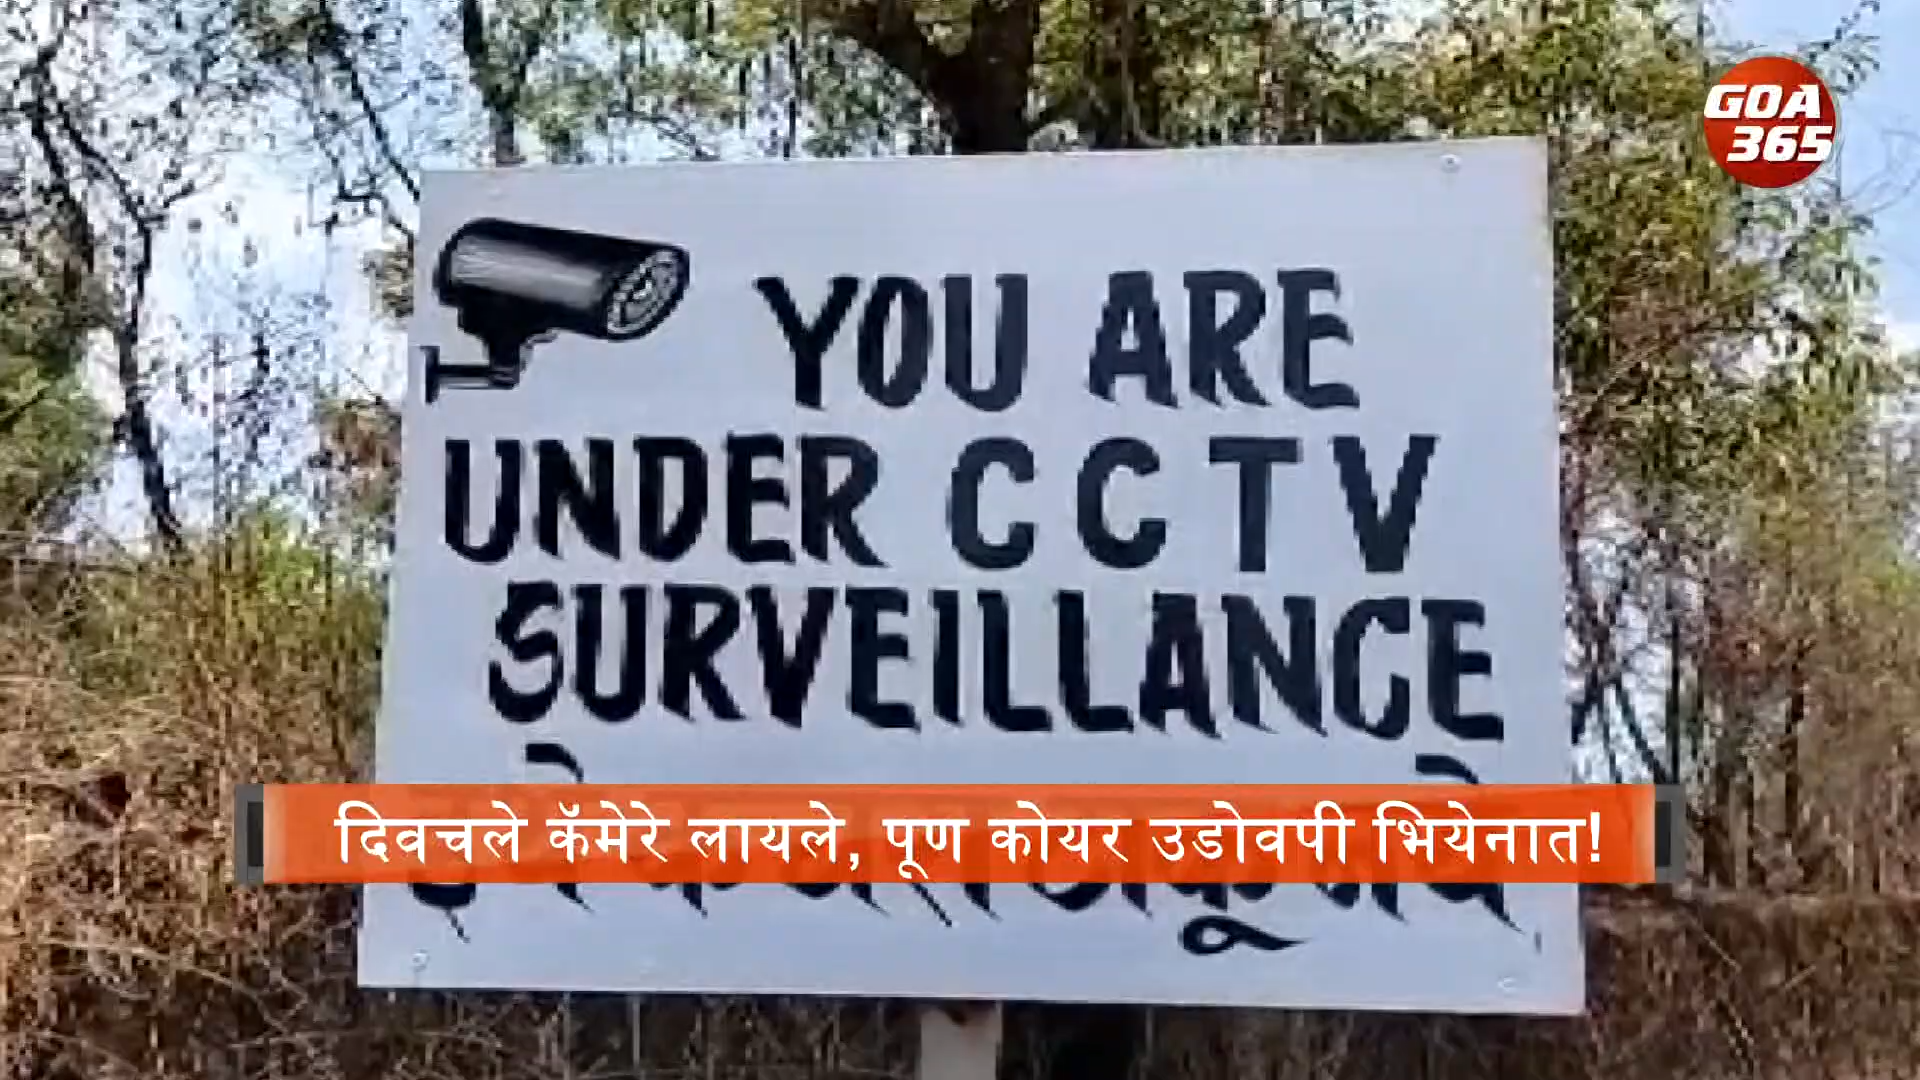 GOA
365
YOU ARE
UNDER CCTV
SURVEILLANCE
दिवचले कॅमेरे लायले, पूण कोयर उडोवपी भियेनात!